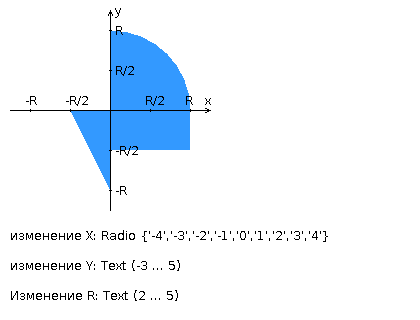 y
R
R/2
-R
-R/2
R/2
R
x
-R/2
-R
изменение X: Radio {'-4','-3','-2','-1','0','1','2','3','4'}
изменение Y: Text (-3 ... 5)
Изменение R: Text (2 ... 5)